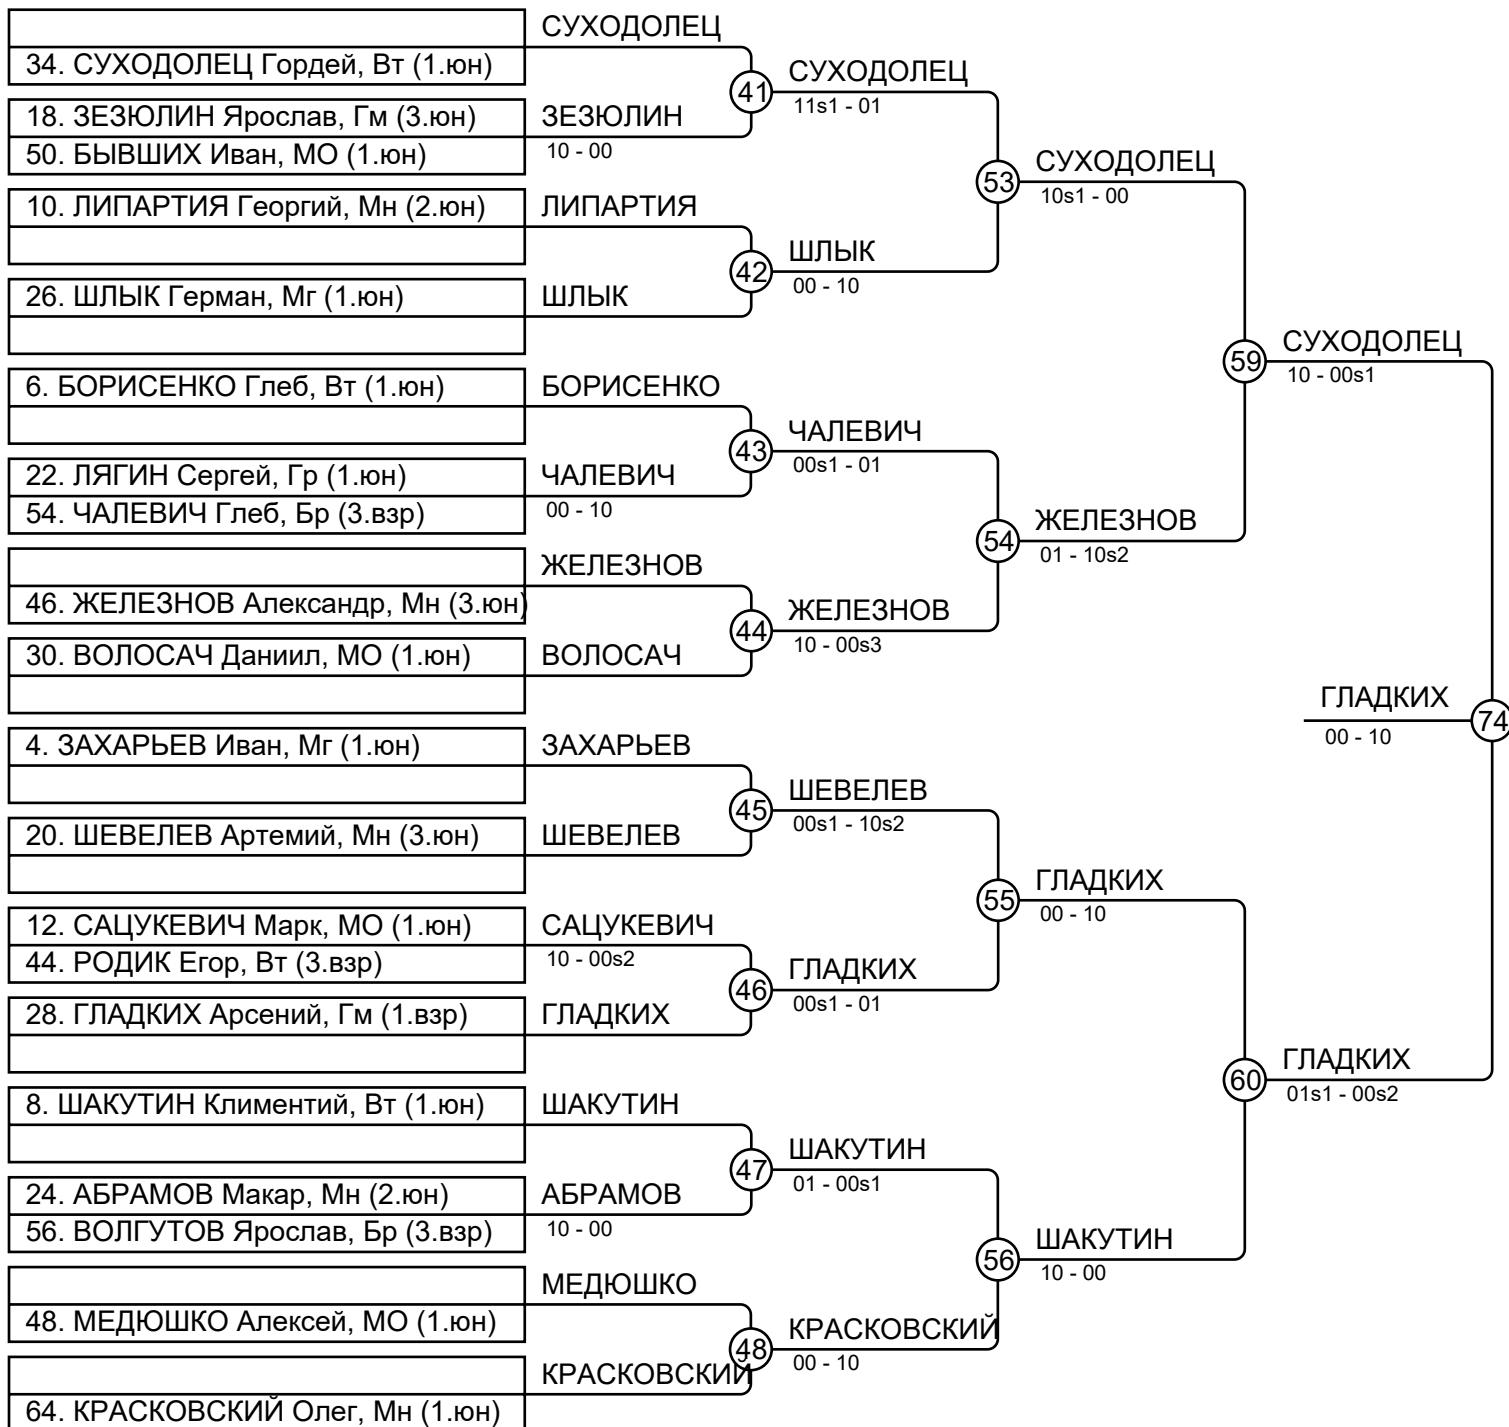 СУХОДОЛЕЦ
34. СУХОДОЛЕЦ Гордей, Вт (1.юн)
41
СУХОДОЛЕЦ
11s1 - 01
18. ЗЕЗЮЛИН Ярослав, Гм (3.юн)
ЗЕЗЮЛИН
50. БЫВШИХ Иван, МО (1.юн)
10 - 00
53
СУХОДОЛЕЦ
10s1 - 00
10. ЛИПАРТИЯ Георгий, Мн (2.юн)
ЛИПАРТИЯ
42
ШЛЫК
00 - 10
26. ШЛЫК Герман, Мг (1.юн)
ШЛЫК
59
СУХОДОЛЕЦ
10 - 00s1
6. БОРИСЕНКО Глеб, Вт (1.юн)
БОРИСЕНКО
43
ЧАЛЕВИЧ
00s1 - 01
22. ЛЯГИН Сергей, Гр (1.юн)
ЧАЛЕВИЧ
54. ЧАЛЕВИЧ Глеб, Бр (3.взр)
00 - 10
54
ЖЕЛЕЗНОВ
01 - 10s2
ЖЕЛЕЗНОВ
46. ЖЕЛЕЗНОВ Александр, Мн (3.юн)
44
ЖЕЛЕЗНОВ
10 - 00s3
30. ВОЛОСАЧ Даниил, МО (1.юн)
ВОЛОСАЧ
ГЛАДКИХ
74
00 - 10
4. ЗАХАРЬЕВ Иван, Мг (1.юн)
ЗАХАРЬЕВ
45
ШЕВЕЛЕВ
00s1 - 10s2
20. ШЕВЕЛЕВ Артемий, Мн (3.юн)
ШЕВЕЛЕВ
55
ГЛАДКИХ
00 - 10
12. САЦУКЕВИЧ Марк, МО (1.юн)
САЦУКЕВИЧ
44. РОДИК Егор, Вт (3.взр)
10 - 00s2
46
ГЛАДКИХ
00s1 - 01
28. ГЛАДКИХ Арсений, Гм (1.взр)
ГЛАДКИХ
60
ГЛАДКИХ
01s1 - 00s2
8. ШАКУТИН Климентий, Вт (1.юн)
ШАКУТИН
47
ШАКУТИН
01 - 00s1
24. АБРАМОВ Макар, Мн (2.юн)
АБРАМОВ
56. ВОЛГУТОВ Ярослав, Бр (3.взр)
10 - 00
56
ШАКУТИН
10 - 00
МЕДЮШКО
48. МЕДЮШКО Алексей, МО (1.юн)
48
КРАСКОВСКИЙ
00 - 10
КРАСКОВСКИЙ
64. КРАСКОВСКИЙ Олег, Мн (1.юн)